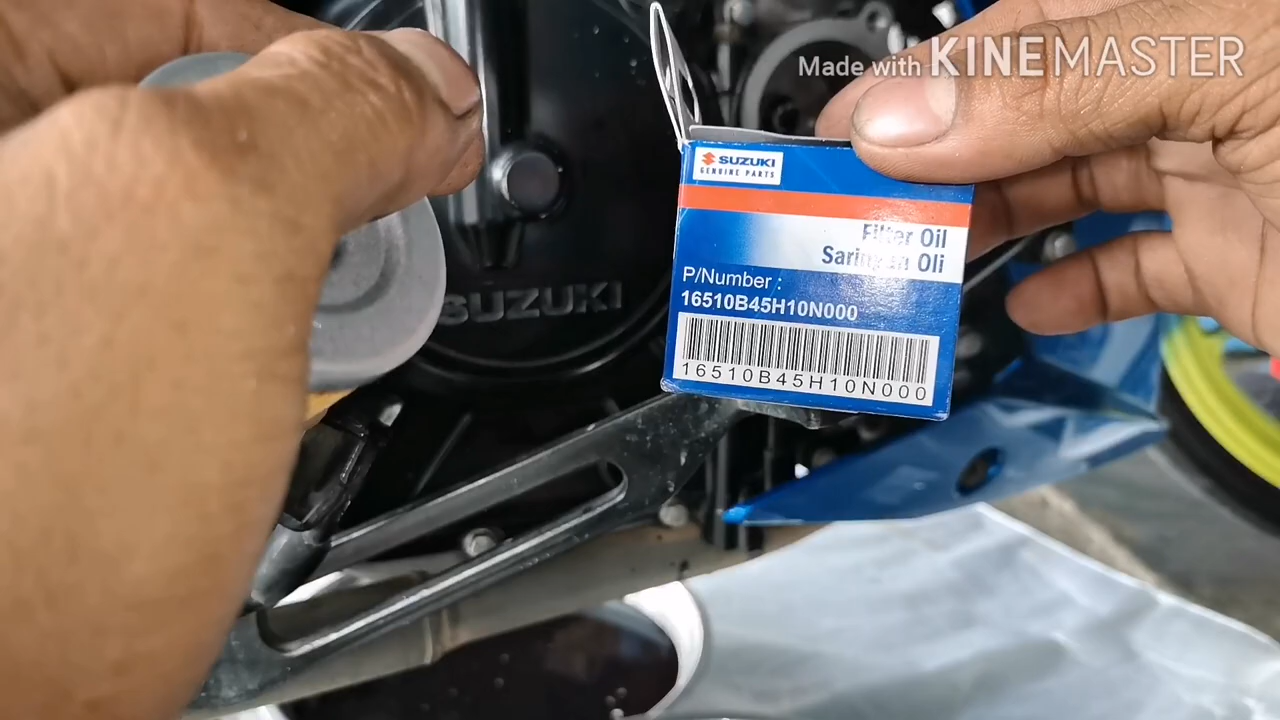 Made with KINEMASTER
SUZUKI
GENUINE PARTS
Filter Oil
Saringan Oli
P/Number :
16510B45H10N000
16510B45H10N000
SUZUKI